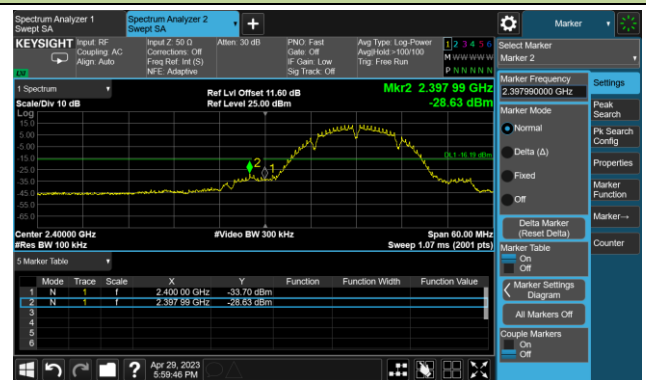 Spectrum Analyzer 1
Swept SA
Spectrum Analyzer 2
Swept SA
Marker
KEYSIGHT
Input: RF
Coupling: AC
Align: Auto
Input Z: 50 Ω
Corrections: Off
Freq Ref: Int (S)
NFE: Adaptive
Atten: 30 dB
PNO: Fast
Gate: Off
IF Gain: Low
Sig Track: Off
Avg Type: Log-Power
Avg|Hold:>100/100
Trig: Free Run
1 2 3 4 5 6
M W W W W W
P N N N N N
LXI
Select Marker
Marker 2
1 Spectrum
Scale/Div 10 dB
Log
Ref Lvl Offset 11.60 dB
Ref Level 25.00 dBm
Mkr2 2.397 99 GHz
-28.63 dBm
15.0
5.00
-5.00
-15.0
-25.0
-35.0
-45.0
-55.0
-65.0
2
1
DL1 -16.19 dBm
Center 2.40000 GHz
#Res BW 100 kHz
#Video BW 300 kHz
Span 60.00 MHz
Sweep 1.07 ms (2001 pts)
5 Marker Table
Mode Trace Scale X Y Function Function Width Function Value
1 N 1 f 2.400 00 GHz -33.70 dBm
2 N 1 f 2.397 99 GHz -28.63 dBm
3
4
5
6
Marker Frequency
2.397990000 GHz
Marker Mode
Normal
Delta (Δ)
Fixed
Off
Delta Marker
(Reset Delta)
Marker Table
On
Off
Marker Settings
Diagram
All Markers Off
Couple Markers
On
Off
Settings
Peak
Search
Pk Search
Config
Properties
Marker
Function
Marker→
Counter
Apr 29, 2023
5:59:46 PM